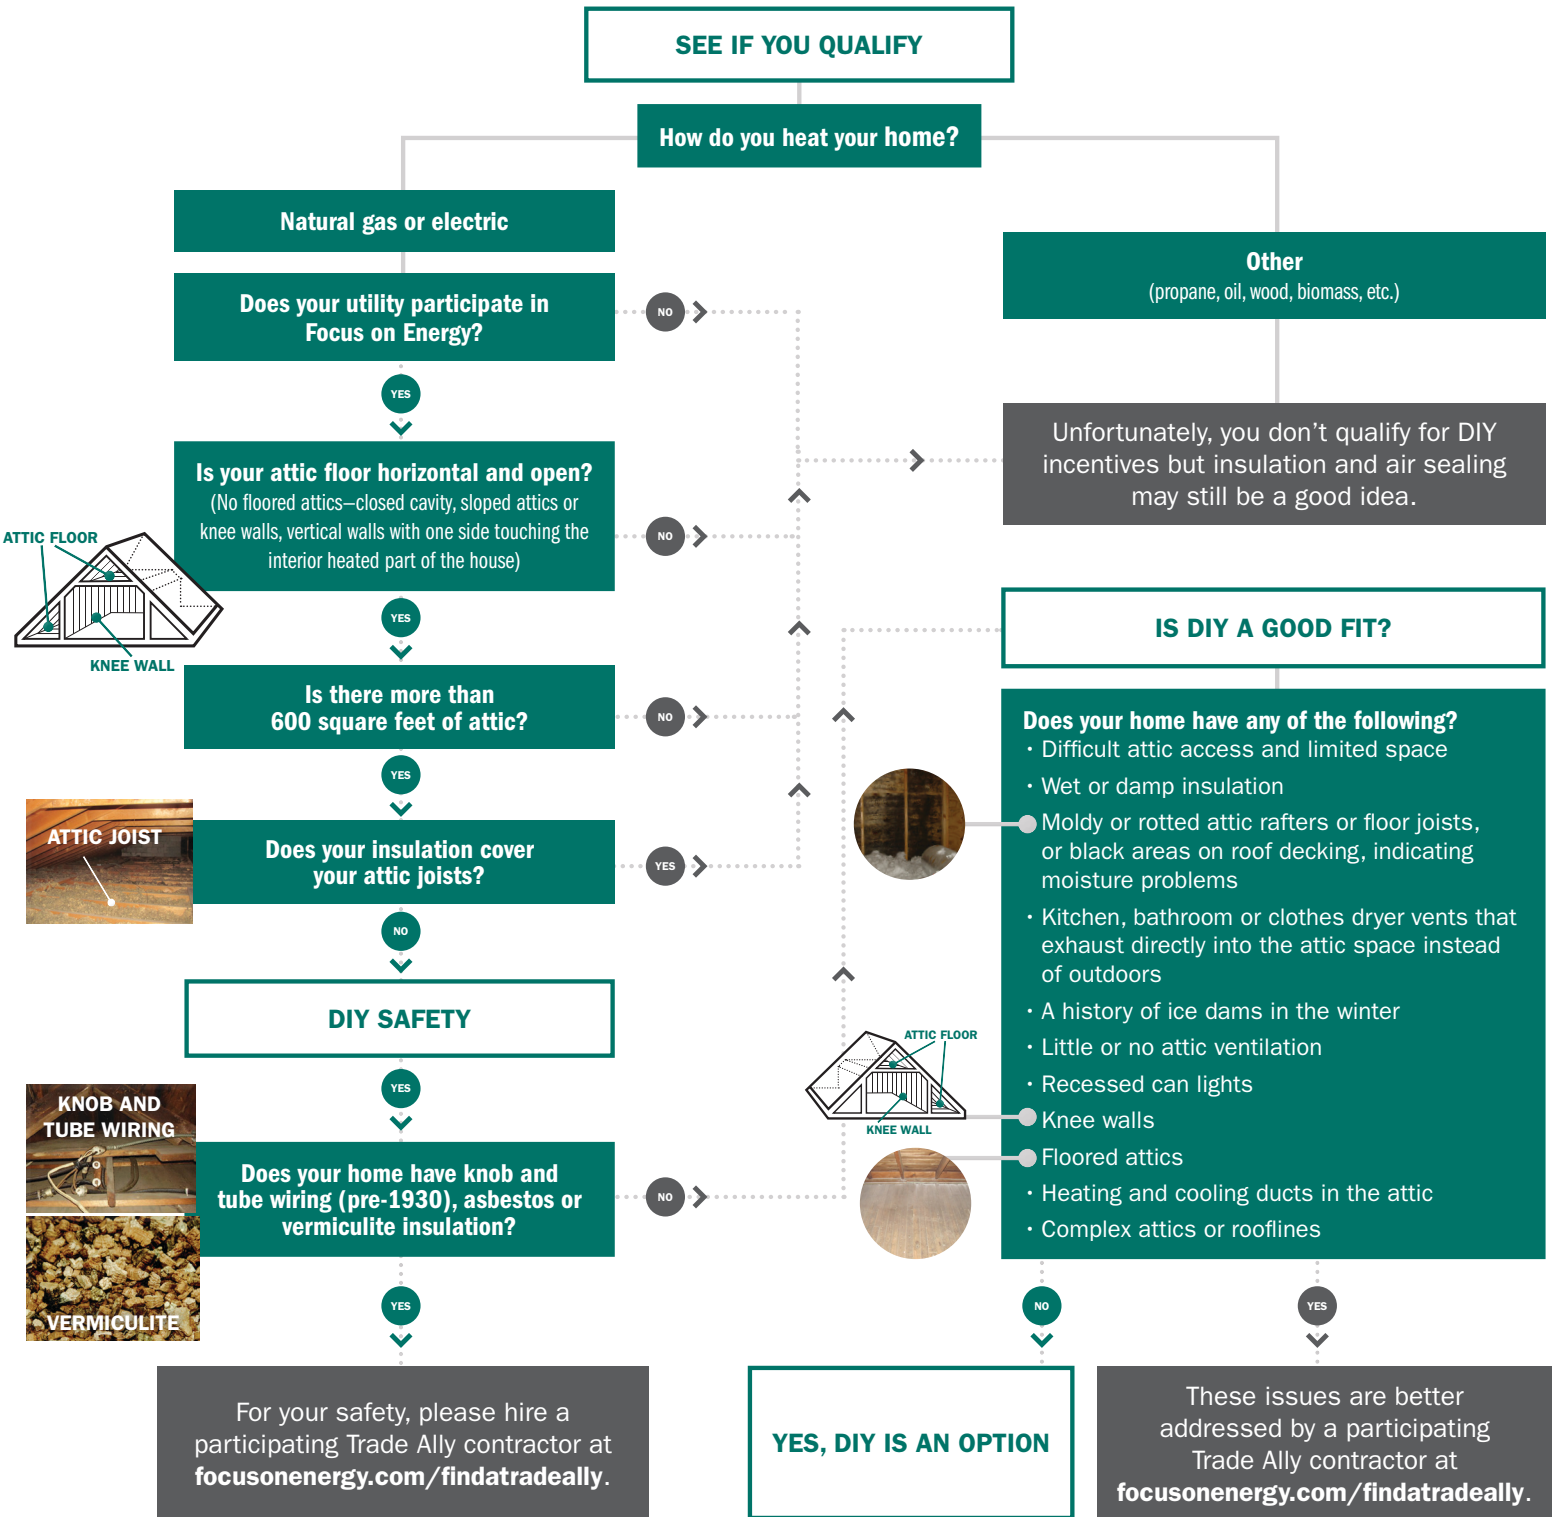 SEE IF YOU QUALIFY
How do you heat your home?
Natural gas or electric
Other
(propane, oil, wood, biomass, etc.)
Does your utility participate in
Focus on Energy?
NO
YES
Unfortunately, you don’t qualify for DIY
incentives but insulation and air sealing
may still be a good idea.
Is your attic floor horizontal and open?
(No floored attics—closed cavity, sloped attics or
knee walls, vertical walls with one side touching the
interior heated part of the house)
ATTIC FLOOR
KNEE WALL
NO
YES
Is there more than
600 square feet of attic?
NO
YES
ATTIC JOIST
Does your insulation cover
your attic joists?
YES
NO
DIY SAFETY
YES
KNOB AND
TUBE WIRING
VERMICULITE
Does your home have knob and
tube wiring (pre-1930), asbestos or
vermiculite insulation?
NO
YES
For your safety, please hire a
participating Trade Ally contractor at
focusonenergy.com/findatradeally.
IS DIY A GOOD FIT?
Does your home have any of the following?
· Difficult attic access and limited space
· Wet or damp insulation
Moldy or rotted attic rafters or floor joists,
or black areas on roof decking, indicating
moisture problems
· Kitchen, bathroom or clothes dryer vents that
exhaust directly into the attic space instead
of outdoors
· A history of ice dams in the winter
· Little or no attic ventilation
· Recessed can lights
Knee walls
Floored attics
· Heating and cooling ducts in the attic
· Complex attics or rooflines
ATTIC FLOOR
KNEE WALL
NO
YES
YES, DIY IS AN OPTION
These issues are better
addressed by a participating
Trade Ally contractor at
focusonenergy.com/findatradeally.